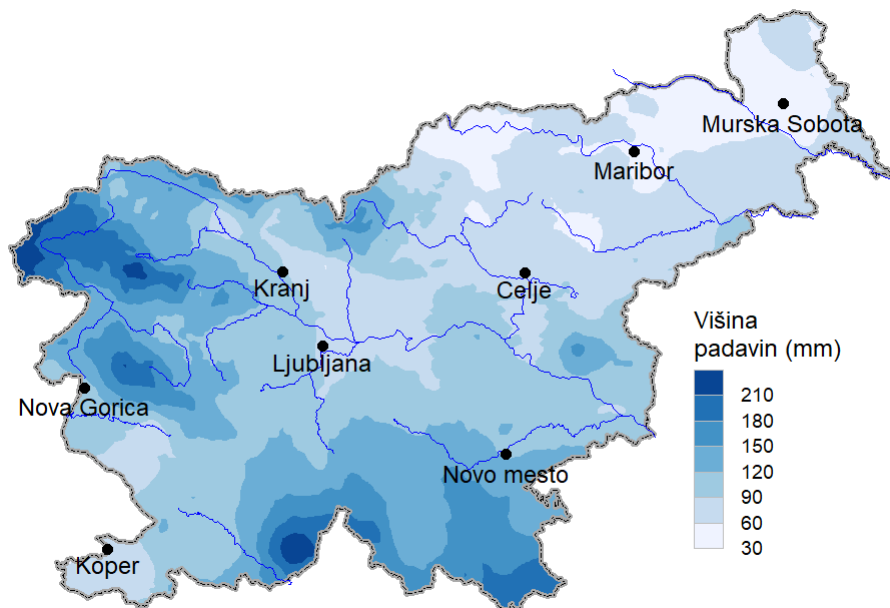 Murska Sobota
Maribor
Kranj
Celje
Ljubljana
Nova Gorica
Novo mesto
Koper
Višina
padavin (mm)
210
180
150
120
90
60
30